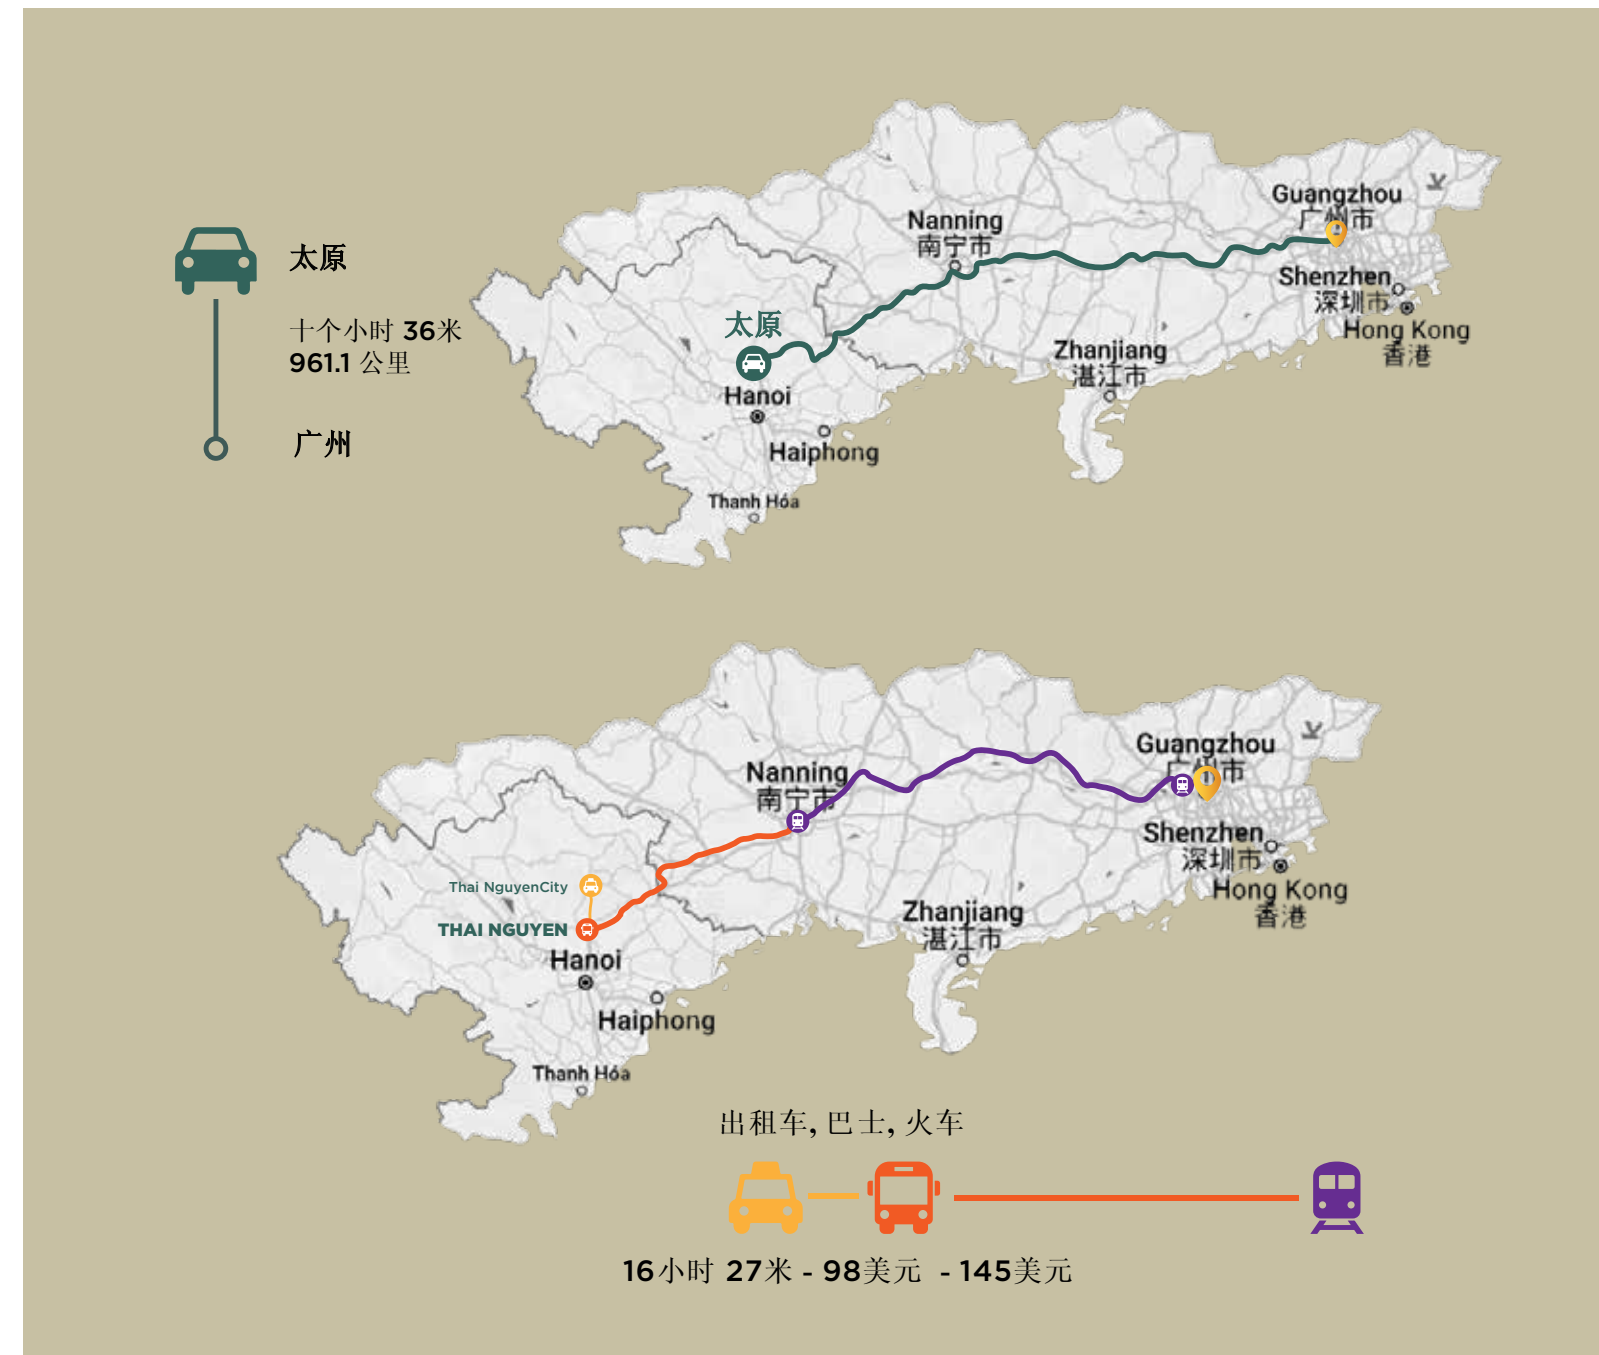 太原
十个小时 36米
961.1 公里
广州
Guangzhou
广州市
Nanning
南宁市
Shenzhen
深圳市
Hong Kong
香港
太原
Zhanjiang
湛江市
Hanoi
Haiphong
Thanh Hóa
Guangzhou
广州市
Nanning
南宁市
Shenzhen
深圳市
Thai NguyenCity
Hong Kong
香港
THAI NGUYEN
Zhanjiang
湛江市
Hanoi
Haiphong
Thanh Hóa
出租车, 巴士, 火车
16小时 27米 - 98美元 - 145美元